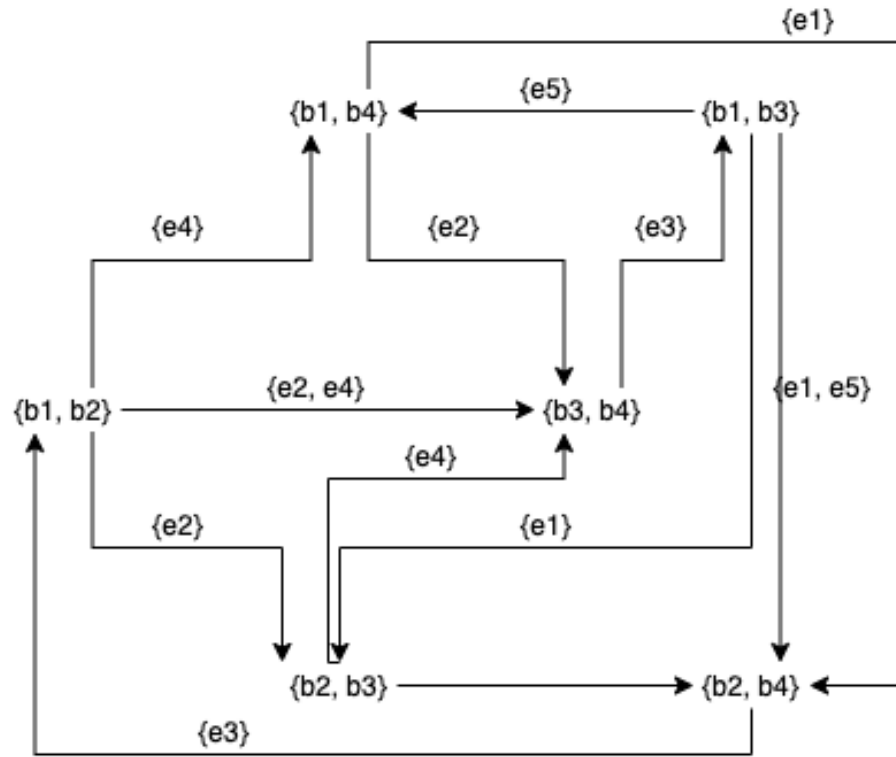 {e1}
{b1, b4}
{e5}
{b1, b3}
{e4}
{e2}
{e3}
{b1, b2}
{e2, e4}
{b3, b4}
{e1, e5}
{e4}
{e2}
{e1}
{b2, b3}
{b2, b4}
{e3}